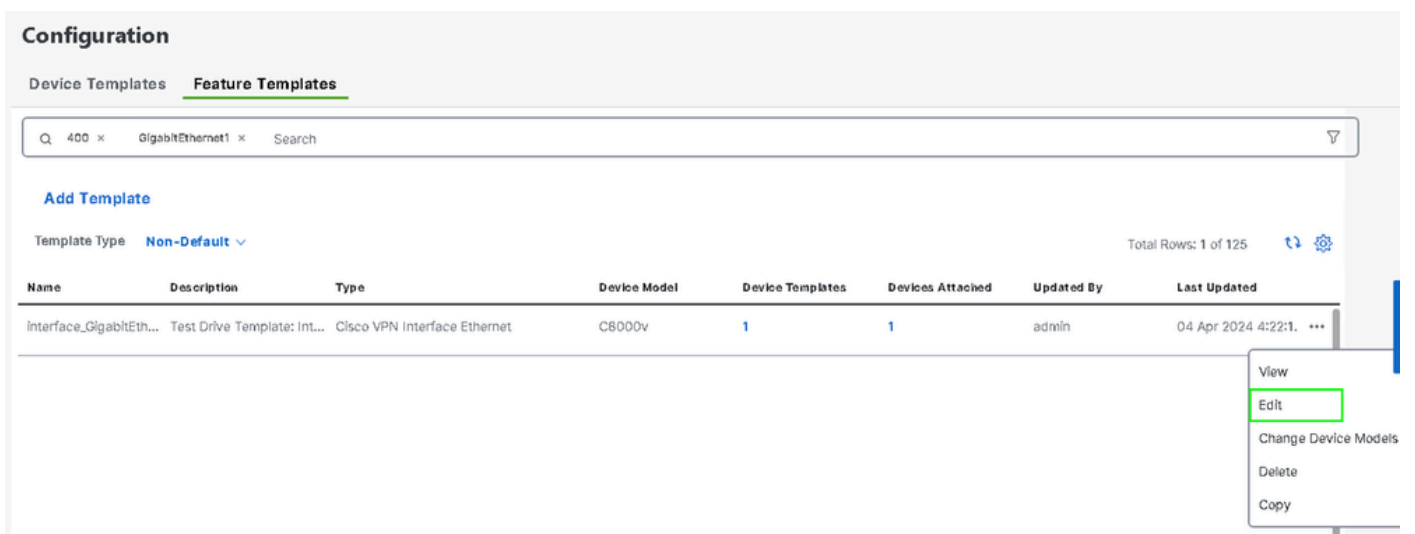 Configuration
Device Templates Feature Templates
400 × GigabitEthernet1 × Search
Add Template
Template Type Non-Default
Total Rows: 1 of 125
Name Description Type Device Model Device Templates Devices Attached Updated By Last Updated
interface_GigabitEth... Test Drive Template: Int... Cisco VPN Interface Ethernet C8000v 1 1 admin 04 Apr 2024 4:22:1. ...
View
Edit
Change Device Models
Delete
Copy